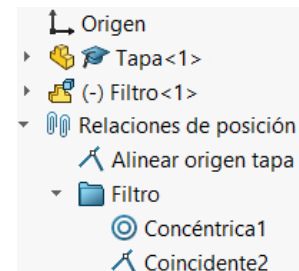 Origen
Tapa<1>
(-) Filtro<1>
Relaciones de posición
Alinear origen tapa
Filtro
Concéntrica1
Coincidente2